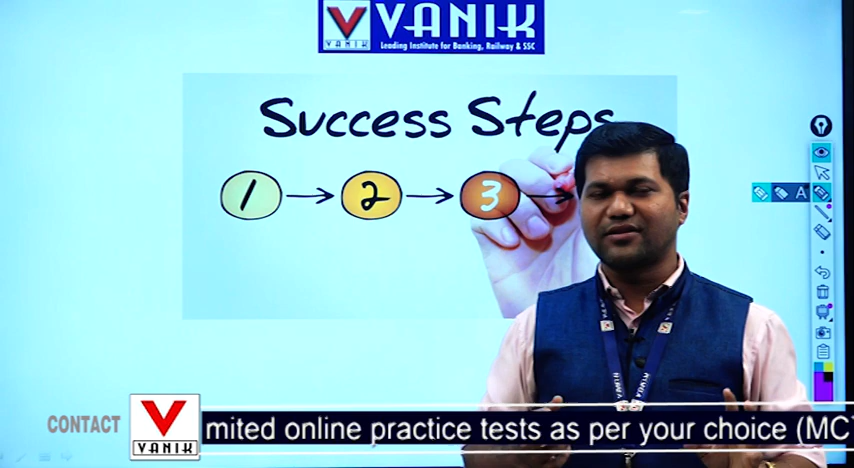 VANIK
VANIK
Leading Institute for Banking, Railway & SSC
Success Steps
1
2
3
A
CONTACT
VANIK
mited online practice tests as per your choice (MC